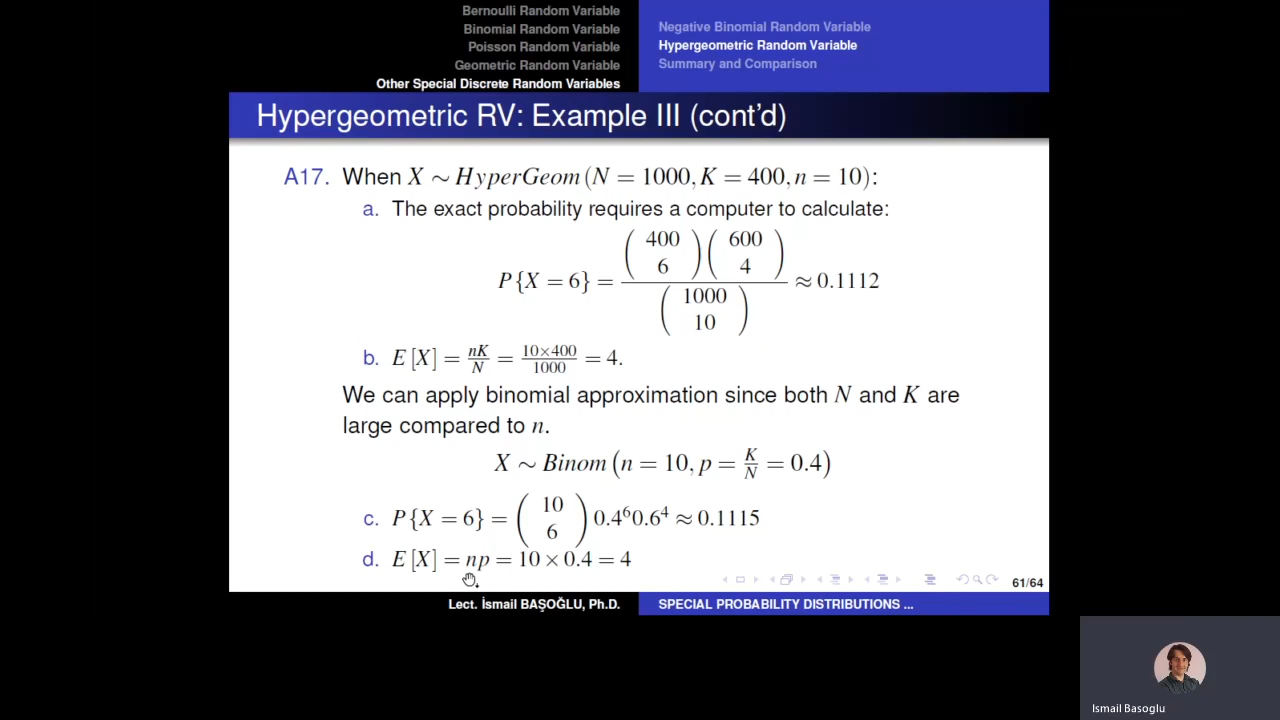 Bernoulli Random Variable
Binomial Random Variable
Poisson Random Variable
Geometric Random Variable
Other Special Discrete Random Variables
Negative Binomial Random Variable
Hypergeometric Random Variable
Summary and Comparison
Hypergeometric RV: Example III (cont'd)
A17. When X ∼ HyperGeom (N = 1000, K = 400, n = 10):
a. The exact probability requires a computer to calculate:
P{X = 6} = (400 6)(600 4) / (1000 10) ≈ 0.1112
b. E [X] = nK/N = 10×400/1000 = 4.
We can apply binomial approximation since both N and K are
large compared to n.
X ∼ Binom (n = 10, p = K/N = 0.4)
c. P{X = 6} = (10 6) 0.4⁶0.6⁴ ≈ 0.1115
d. E [X] = np = 10 × 0.4 = 4
61/64
Lect. İsmail BAŞOĞLU, Ph.D.
SPECIAL PROBABILITY DISTRIBUTIONS ...
Ismail Basoglu